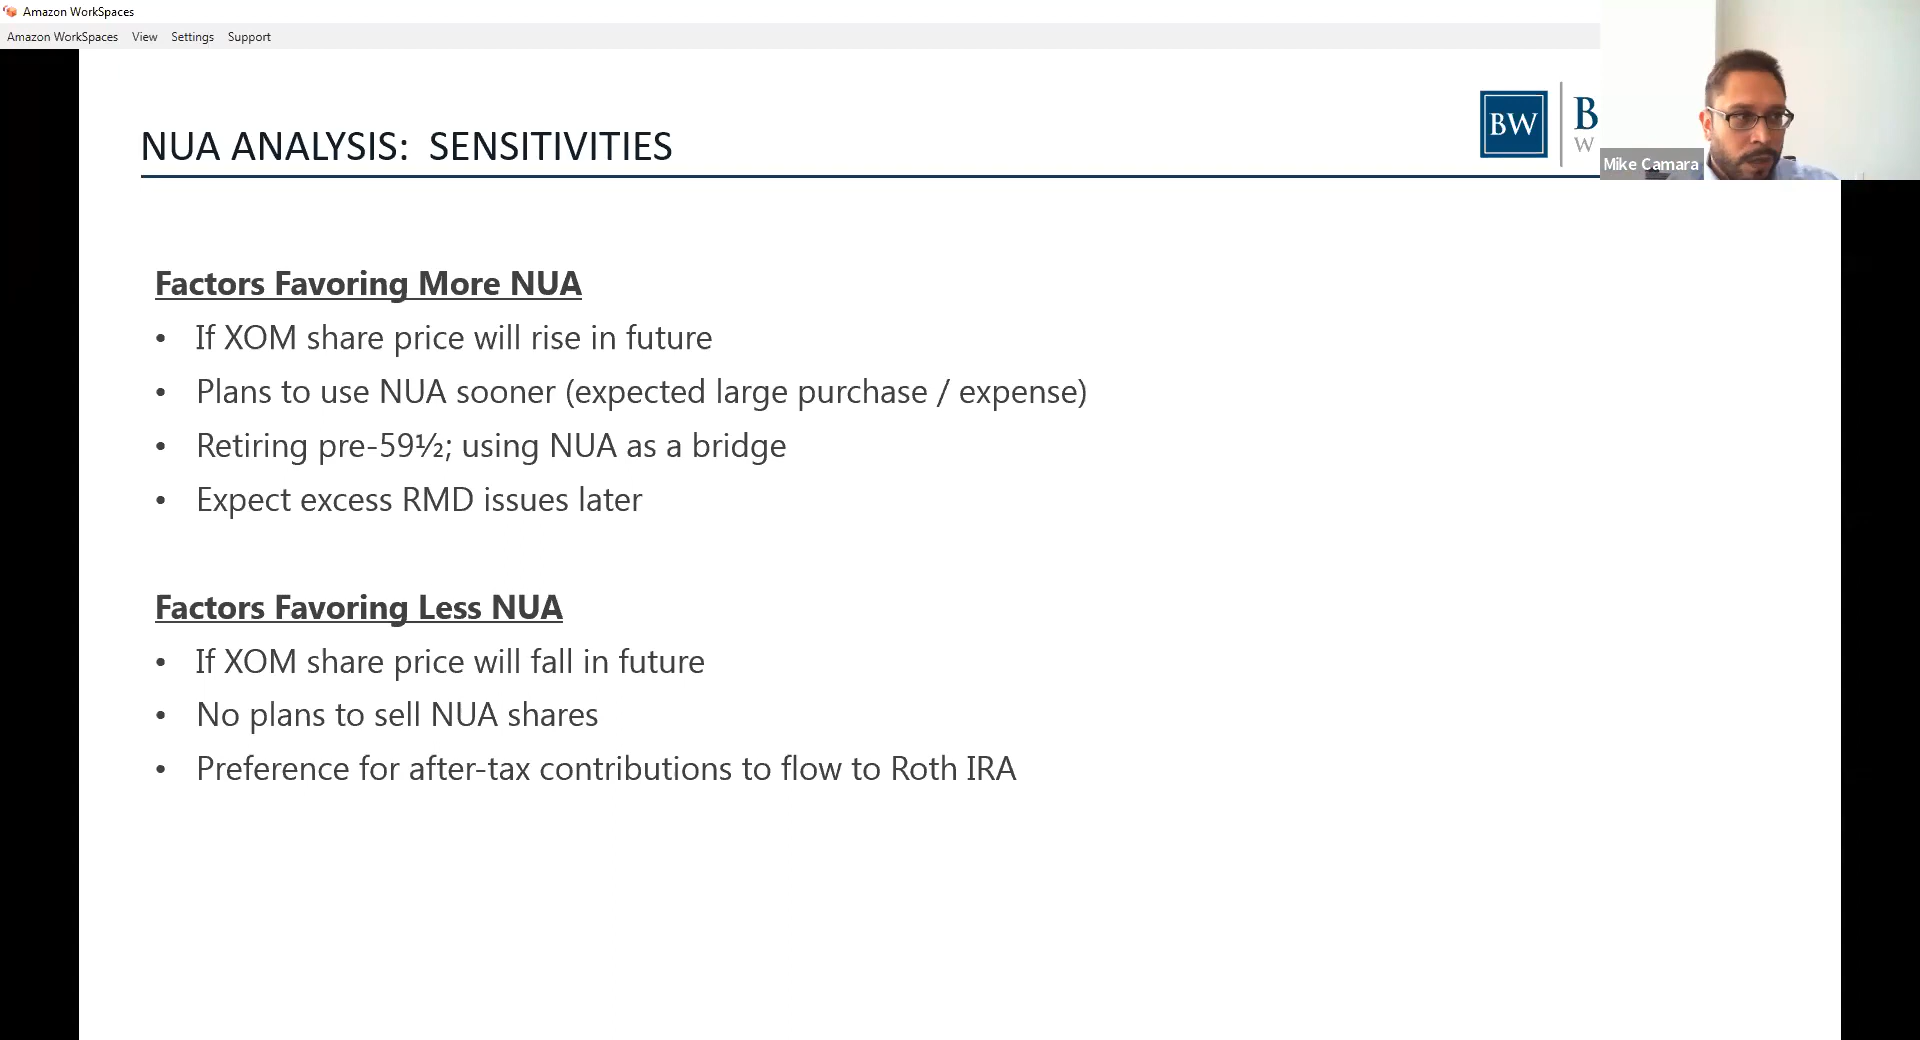 Amazon WorkSpaces
Amazon WorkSpaces View Settings Support
NUA ANALYSIS: SENSITIVITIES
BW
B
W
Mike Camara
Factors Favoring More NUA
• If XOM share price will rise in future
• Plans to use NUA sooner (expected large purchase / expense)
• Retiring pre-59½; using NUA as a bridge
• Expect excess RMD issues later
Factors Favoring Less NUA
• If XOM share price will fall in future
• No plans to sell NUA shares
• Preference for after-tax contributions to flow to Roth IRA